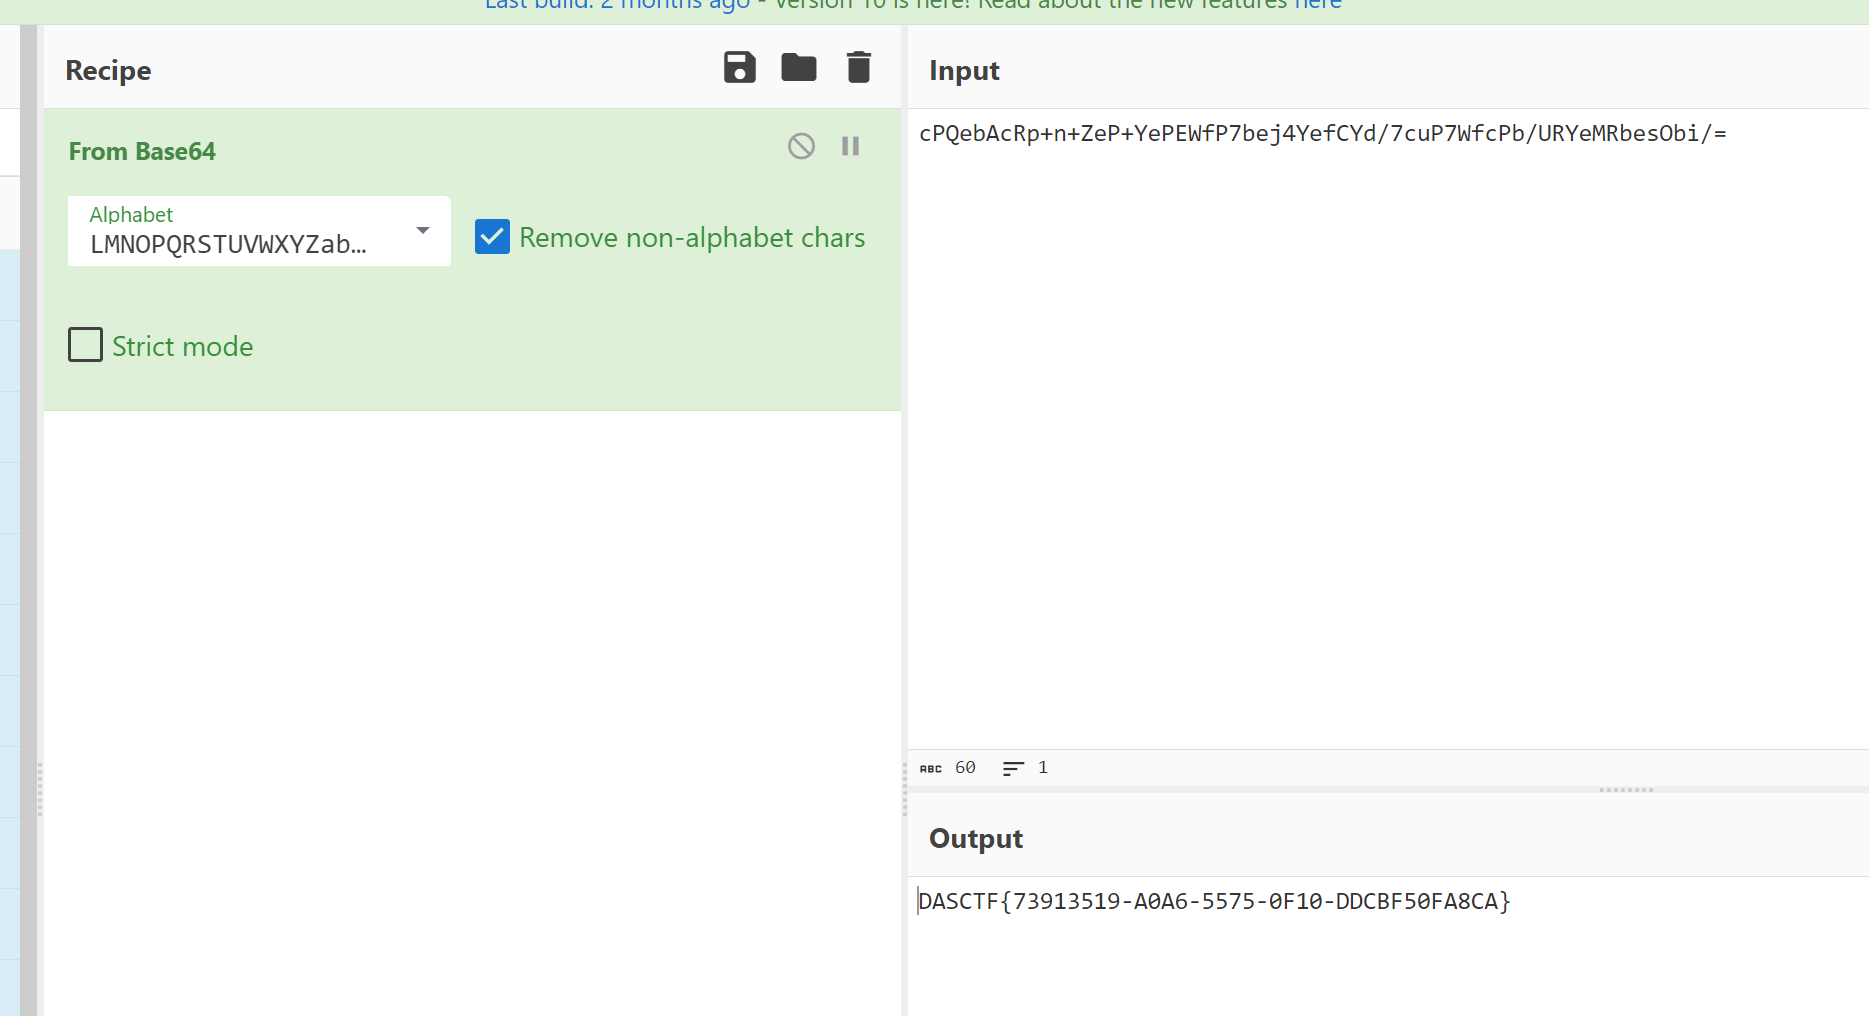 Last build: 2 months ago - Version 10 is here! Read about the new features here
Recipe
From Base64
Alphabet
LMNOPQRSTUVWXYZab…
Remove non-alphabet chars
Strict mode
Input
cPQebAcRp+n+ZeP+YePEWfP7bej4YefCYd/7cuP7WfcPb/URYeMRbesObi/=
ABC 60 1
Output
DASCTF{73913519-A0A6-5575-0F10-DDCBF50FA8CA}